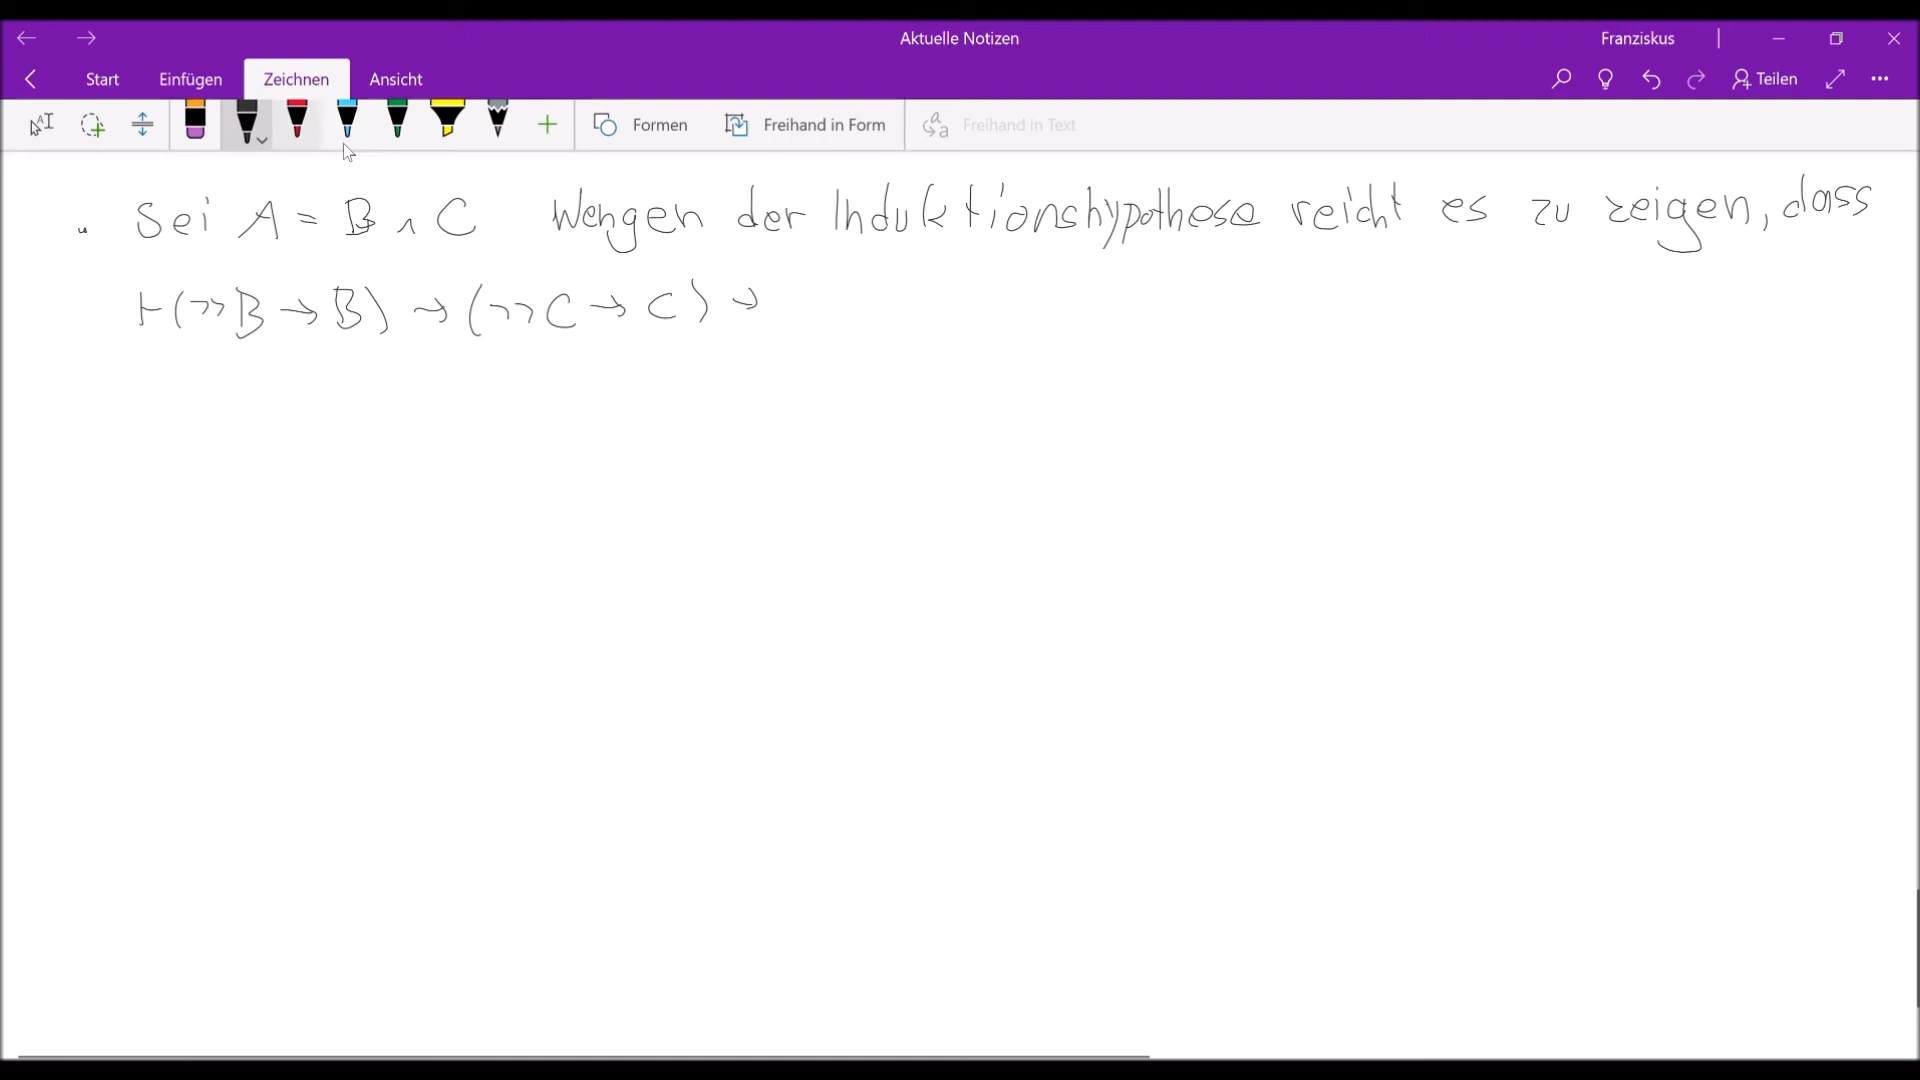 Aktuelle Notizen
Franziskus
Start Einfügen Zeichnen Ansicht
Teilen
Formen Freihand in Form Freihand in Text
Sei A = B ∧ C Wengen der Induktionshypothese reicht es zu zeigen, dass
⊢(¬¬B → B) → (¬¬C → C) →